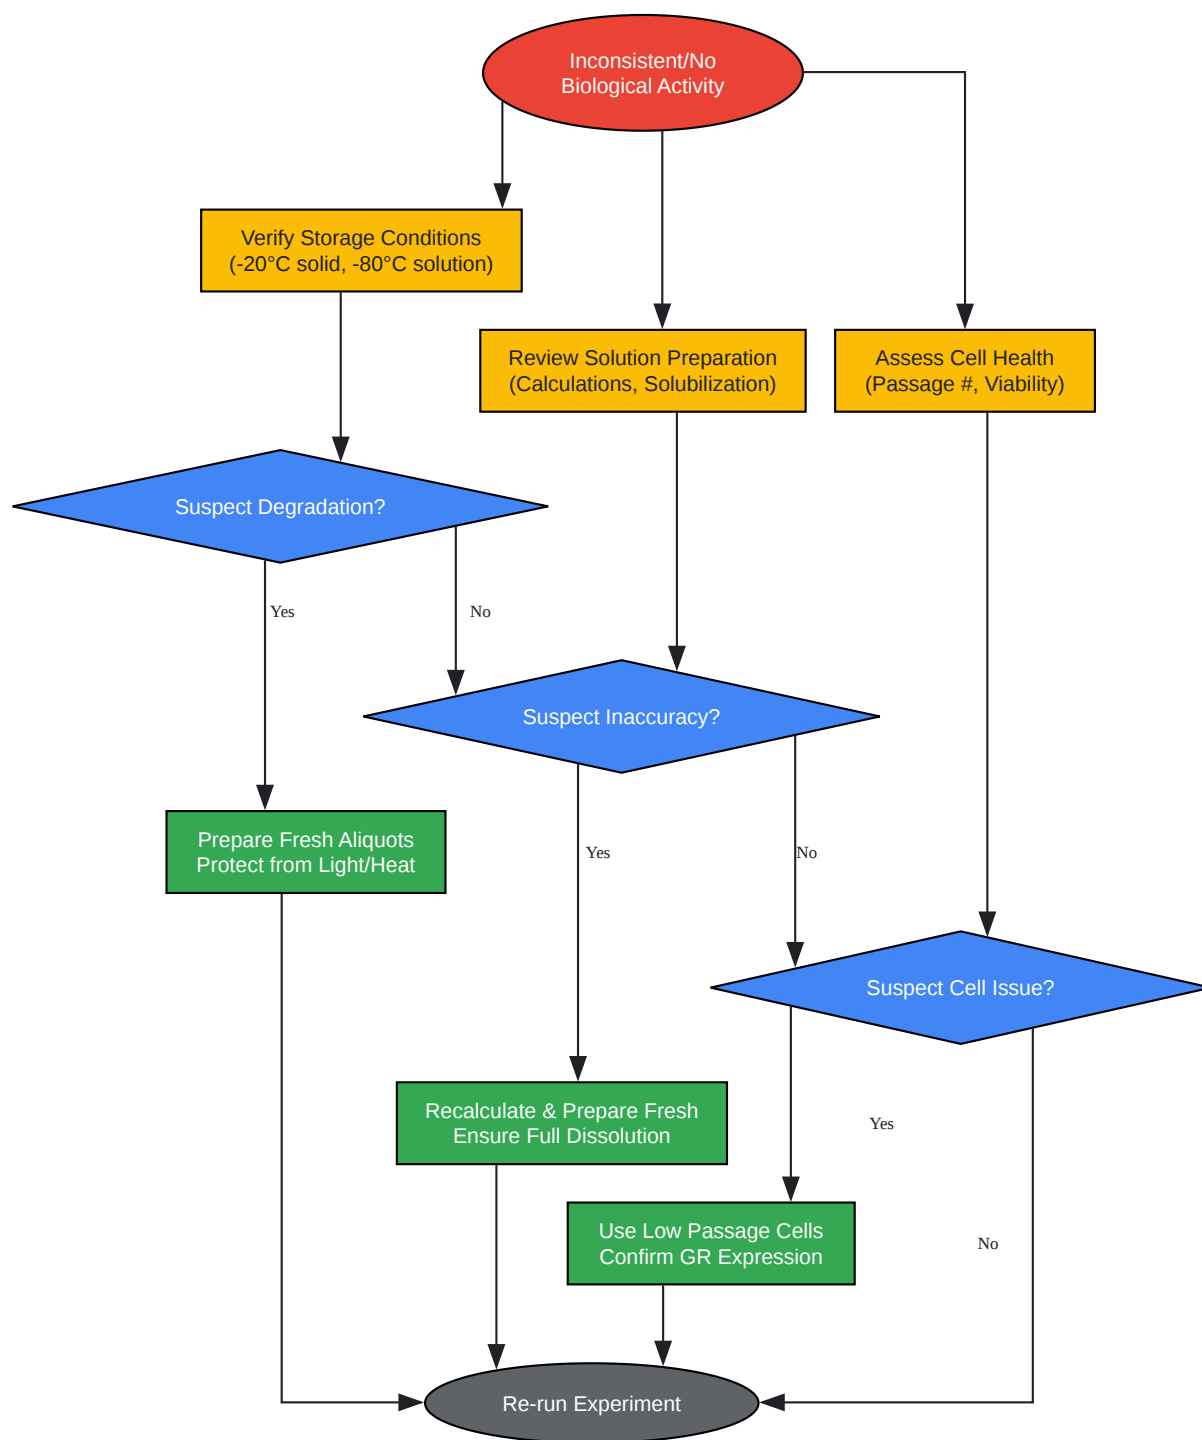 Inconsistent/No
Biological Activity
Verify Storage Conditions
(-20°C solid, -80°C solution)
Review Solution Preparation
(Calculations, Solubilization)
Assess Cell Health
(Passage #, Viability)
Suspect Degradation?
Yes
No
Suspect Inaccuracy?
Prepare Fresh Aliquots
Protect from Light/Heat
Yes
No
Suspect Cell Issue?
Recalculate & Prepare Fresh
Ensure Full Dissolution
Yes
Use Low Passage Cells
Confirm GR Expression
No
Re-run Experiment